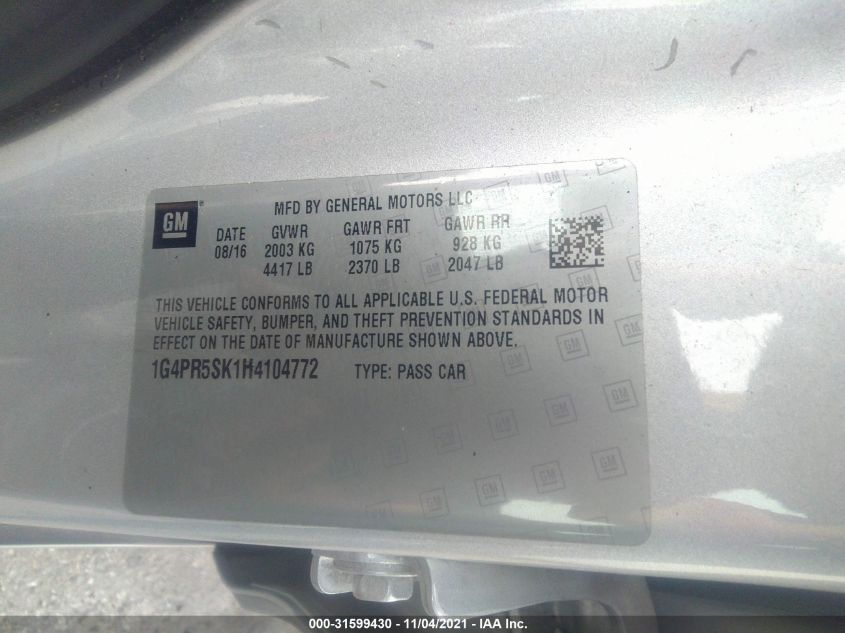 MFD BY GENERAL MOTORS LLC
GM
DATE GVWR GAWR FRT GAWR RR
08/16 2003 KG 1075 KG 928 KG
4417 LB 2370 LB 2047 LB
THIS VEHICLE CONFORMS TO ALL APPLICABLE U.S. FEDERAL MOTOR
VEHICLE SAFETY, BUMPER, AND THEFT PREVENTION STANDARDS IN
EFFECT ON THE DATE OF MANUFACTURE SHOWN ABOVE.
1G4PR5SK1H4104772 TYPE: PASS CAR
000-31599430 - 11/04/2021 - IAA Inc.